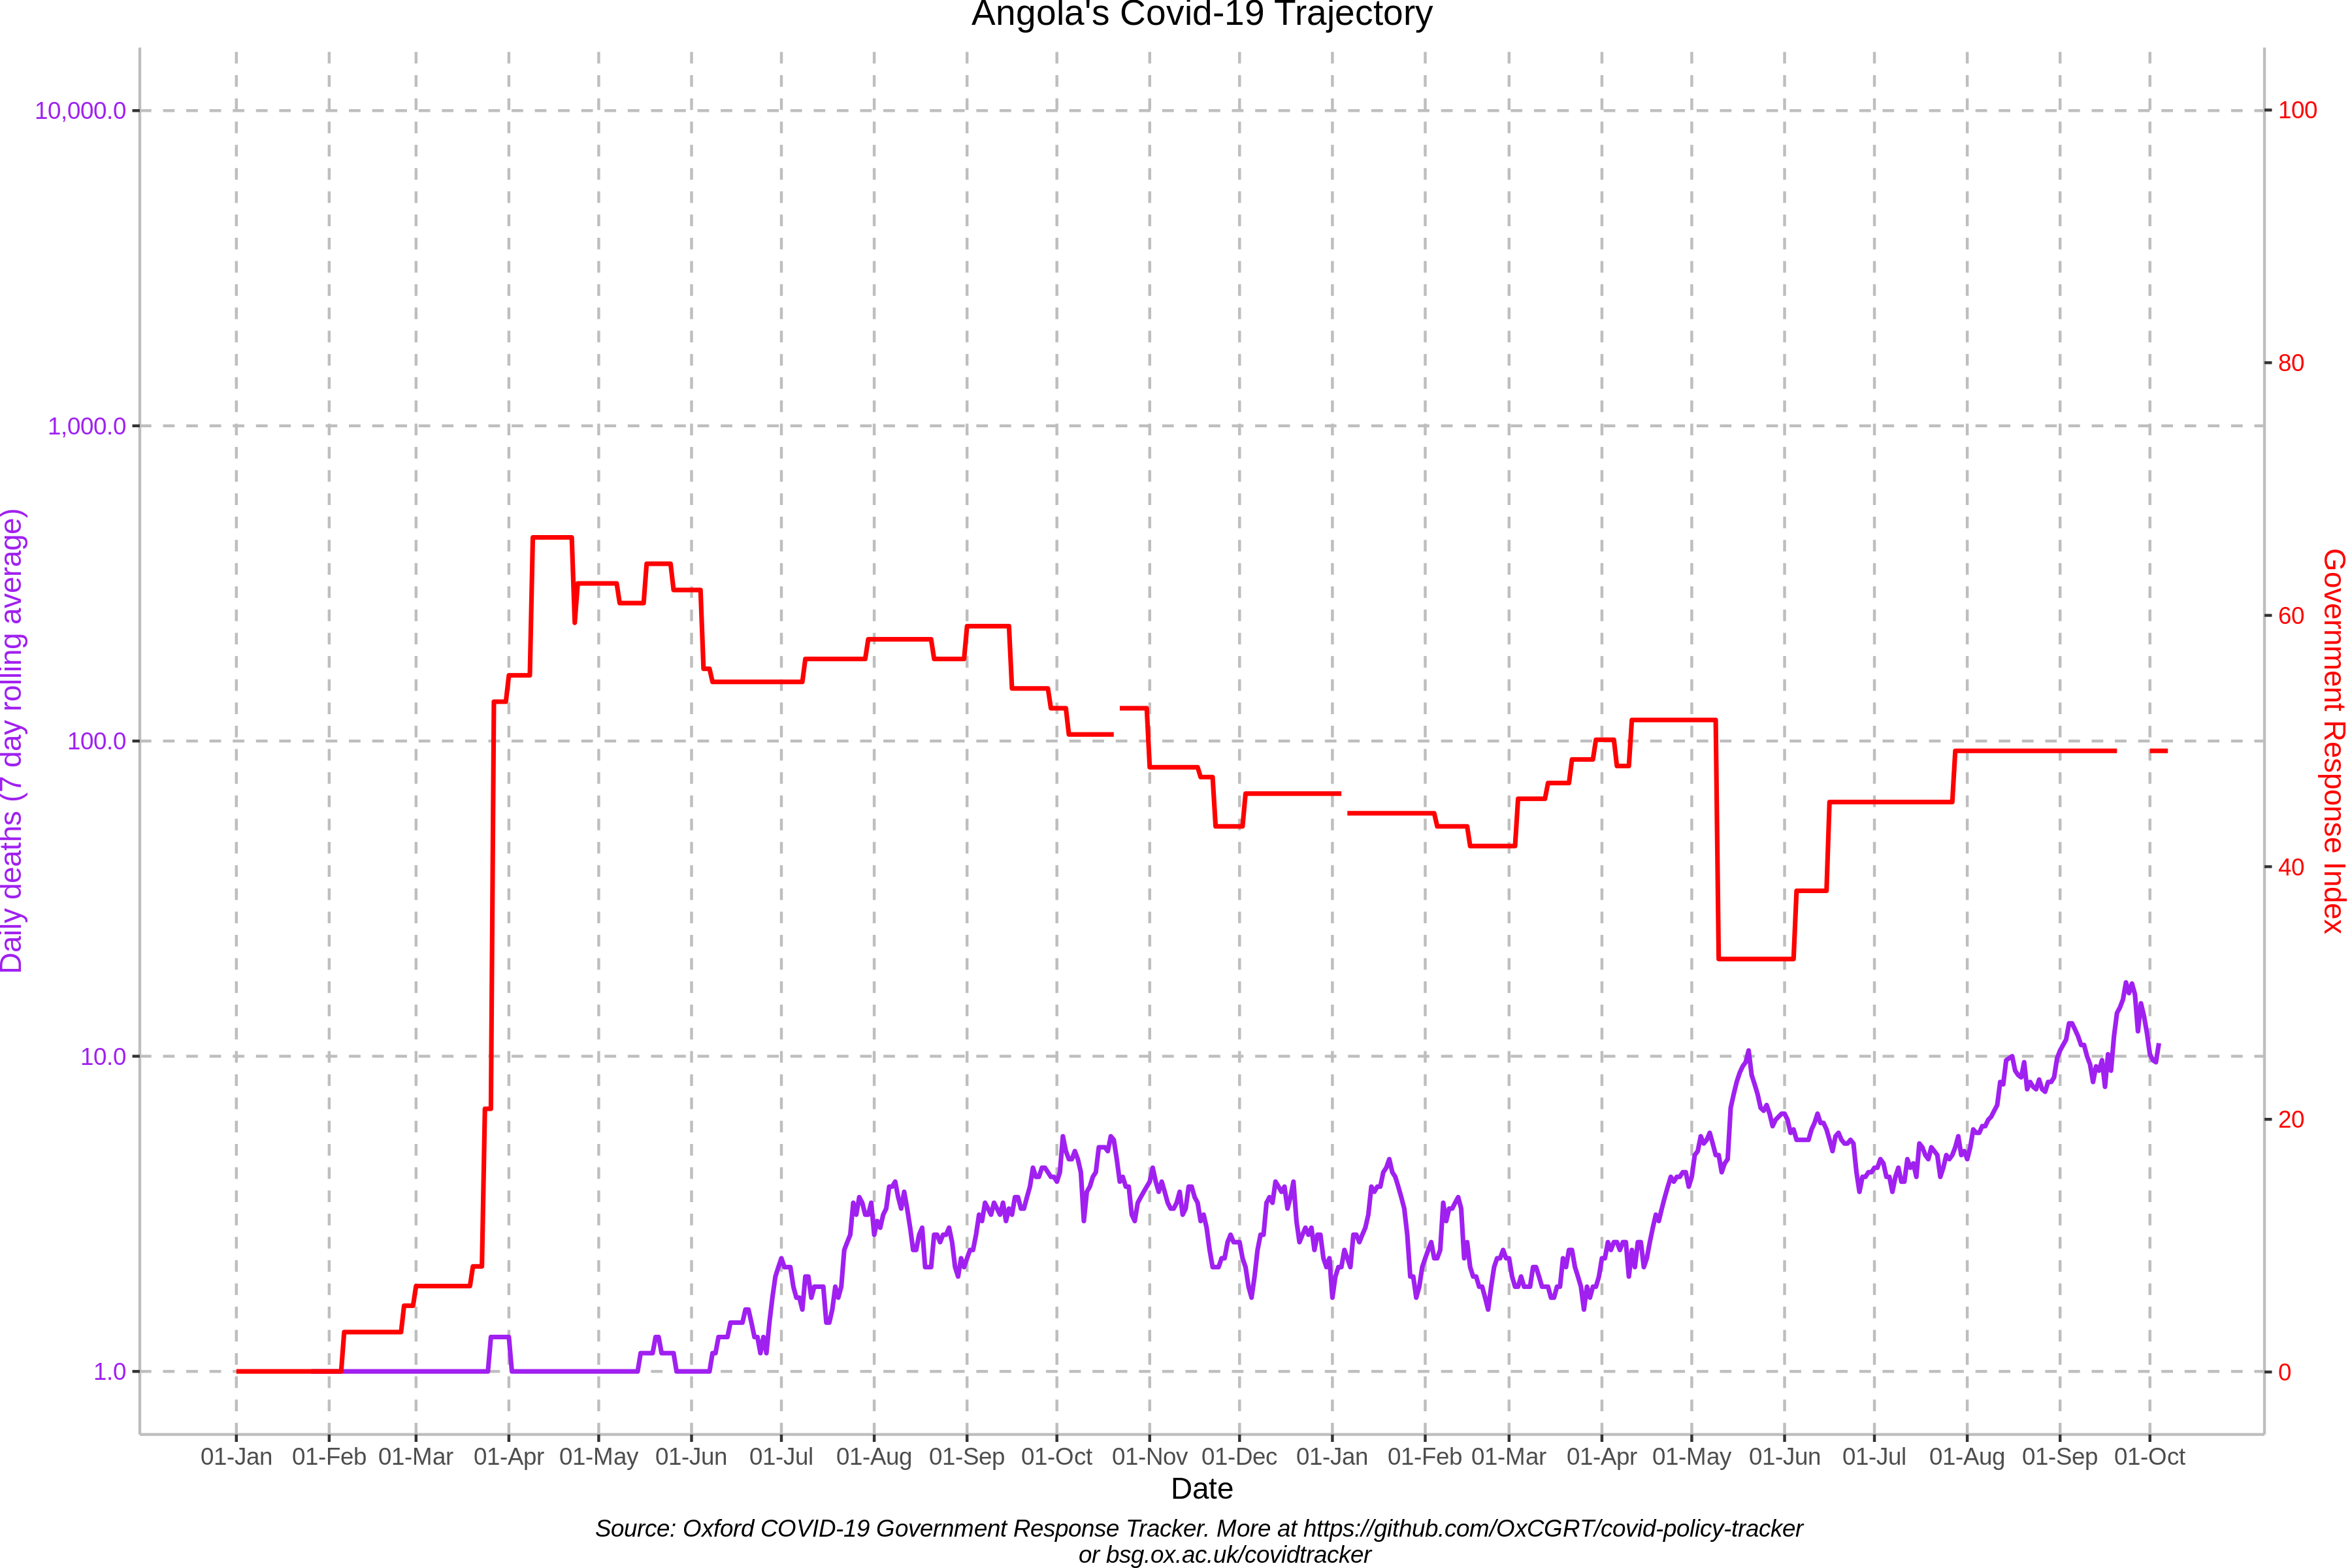 Angola's Covid-19 Trajectory
10,000.0
1,000.0
100.0
10.0
1.0
Daily deaths (7 day rolling average)
100
80
60
40
20
0
Government Response Index
01-Jan 01-Feb 01-Mar 01-Apr 01-May 01-Jun 01-Jul 01-Aug 01-Sep 01-Oct 01-Nov 01-Dec 01-Jan 01-Feb 01-Mar 01-Apr 01-May 01-Jun 01-Jul 01-Aug 01-Sep 01-Oct
Date
Source: Oxford COVID-19 Government Response Tracker. More at https://github.com/OxCGRT/covid-policy-tracker
or bsg.ox.ac.uk/covidtracker